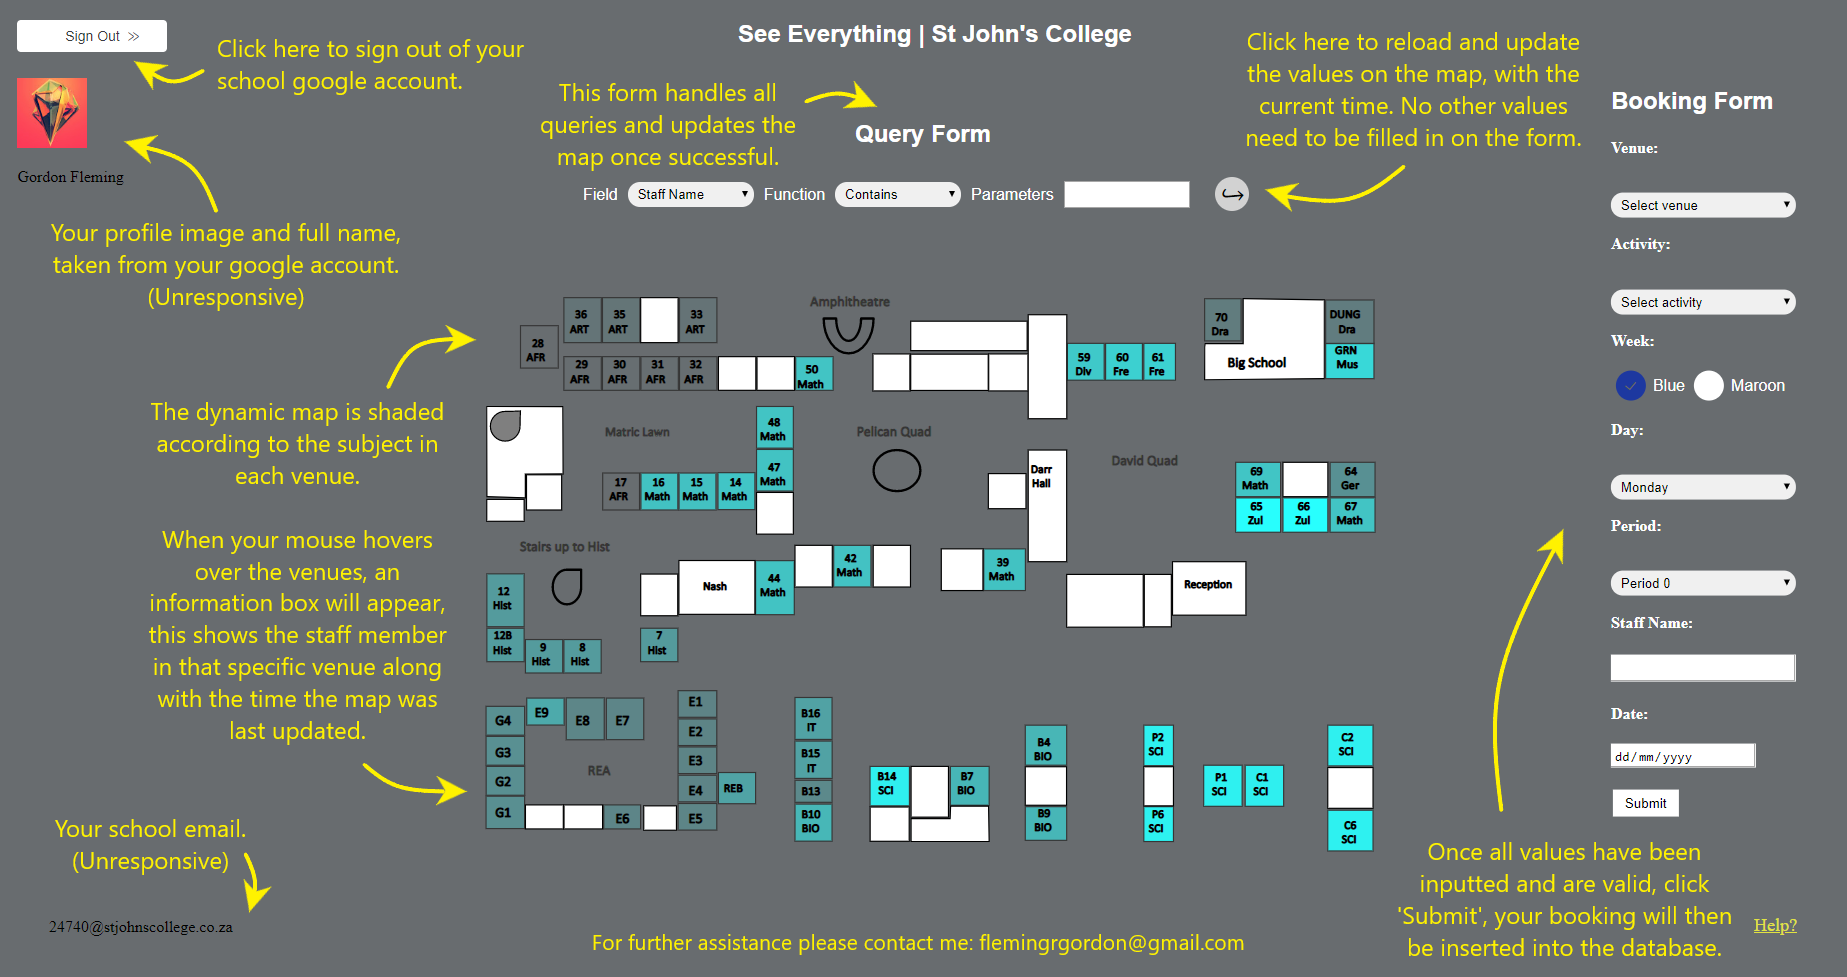 Sign Out »
Click here to sign out of your
school google account.
Gordon Fleming
Your profile image and full name,
taken from your google account.
(Unresponsive)
See Everything | St John's College
This form handles all
queries and updates the
map once successful.
Query Form
Field
Staff Name
Function
Contains
Parameters
Click here to reload and update
the values on the map, with the
current time. No other values
need to be filled in on the form.
The dynamic map is shaded
according to the subject in
each venue.
When your mouse hovers
over the venues, an
information box will appear,
this shows the staff member
in that specific venue along
with the time the map was
last updated.
Your school email.
(Unresponsive)
24740@stjohnscollege.co.za
36
ART
35
ART
33
ART
28
AFR
29
AFR
30
AFR
31
AFR
32
AFR
50
Math
Amphitheatre
59
Div
60
Fre
61
Fre
70
Dra
DUNG
Dra
GRN
Mus
Big School
Matric Lawn
48
Math
47
Math
17
AFR
16
Math
15
Math
14
Math
Pelican Quad
Darr
Hall
David Quad
69
Math
64
Ger
65
Zul
66
Zul
67
Math
Stairs up to Hist
12
Hist
12B
Hist
9
Hist
8
Hist
7
Hist
Nash
44
Math
42
Math
39
Math
Reception
G4
G3
G2
G1
E9
E8
E7
REA
E6
E1
E2
E3
E4
E5
REB
B16
IT
B15
IT
B13
B10
BIO
B14
SCI
B7
BIO
B4
BIO
B9
BIO
P2
SCI
P6
SCI
P1
SCI
C1
SCI
C2
SCI
C6
SCI
Booking Form
Venue:
Select venue
Activity:
Select activity
Week:
Blue
Maroon
Day:
Monday
Period:
Period 0
Staff Name:
Date:
dd/mm/yyyy
Submit
Once all values have been
inputted and are valid, click
'Submit', your booking will then
be inserted into the database.
Help?
For further assistance please contact me: flemingrgordon@gmail.com